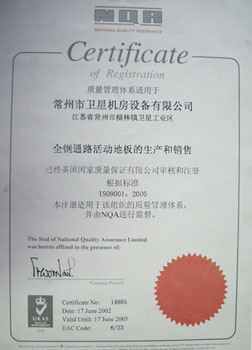 NQA
NATIONAL QUALITY ASSURANCE
Certificate
of Registration
质量管理体系适用于
常州市卫星机房设备有限公司
江苏省常州市横林镇卫星工业区
全钢通路活动地板的生产和销售
已经英国国家质量保证有限公司审核和注册
根据标准
ISO9001: 2000
本注册适用于该组织的质量管理体系,
并由NQA进行监督。
The Seal of National Quality Assurance Limited
was hereto affixed in the presence of:
Managing Director
Certificate No: 14885
Date: 17 June 2002
Valid Until: 17 June 2005
EAC Code: 6/23
UKAS